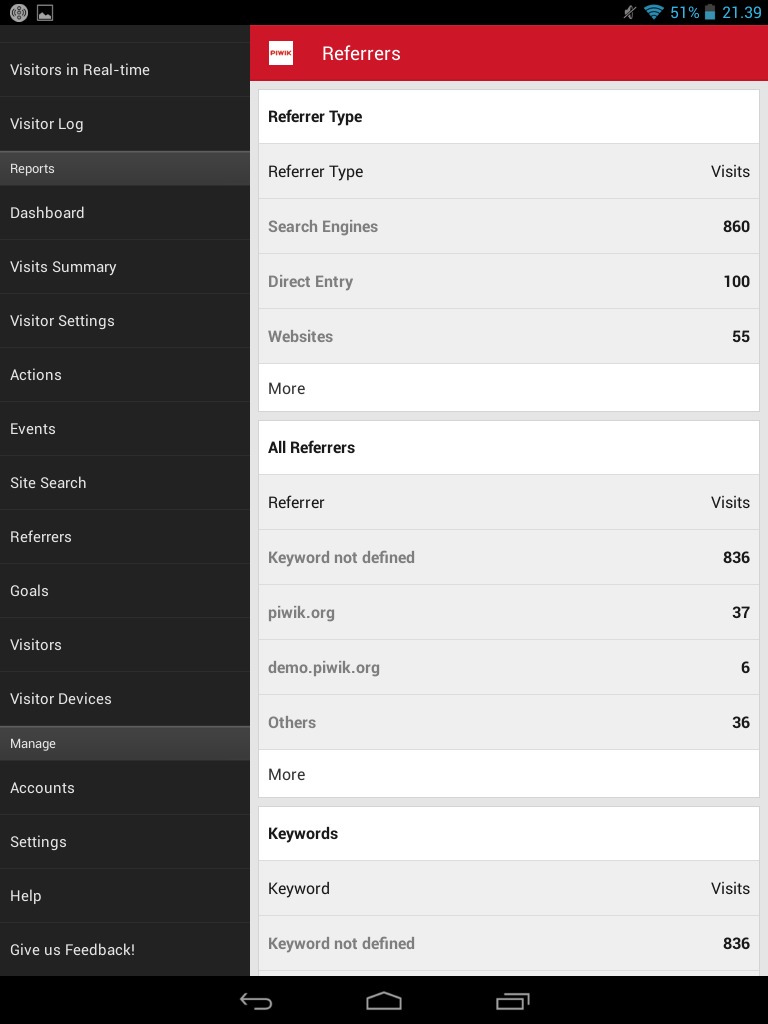 51% 21.39
Visitors in Real-time
Visitor Log
Reports
Dashboard
Visits Summary
Visitor Settings
Actions
Events
Site Search
Referrers
Goals
Visitors
Visitor Devices
Manage
Accounts
Settings
Help
Give us Feedback!
PIWIK Referrers
Referrer Type
Referrer Type Visits
Search Engines 860
Direct Entry 100
Websites 55
More
All Referrers
Referrer Visits
Keyword not defined 836
piwik.org 37
demo.piwik.org 6
Others 36
More
Keywords
Keyword Visits
Keyword not defined 836